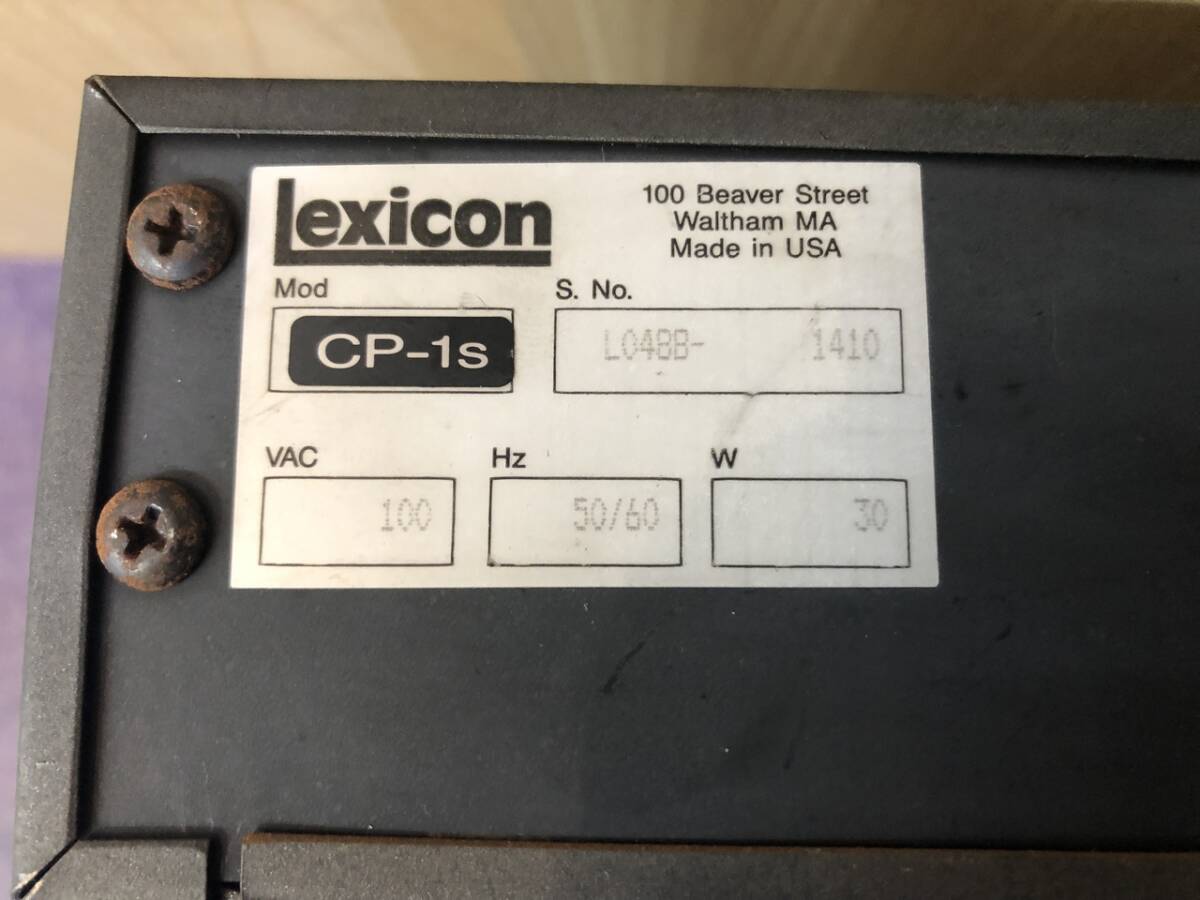 Lexicon
100 Beaver Street
Waltham MA
Made in USA
Mod
CP-1s
S. No.
L048B- 1410
VAC
100
Hz
50/60
W
30